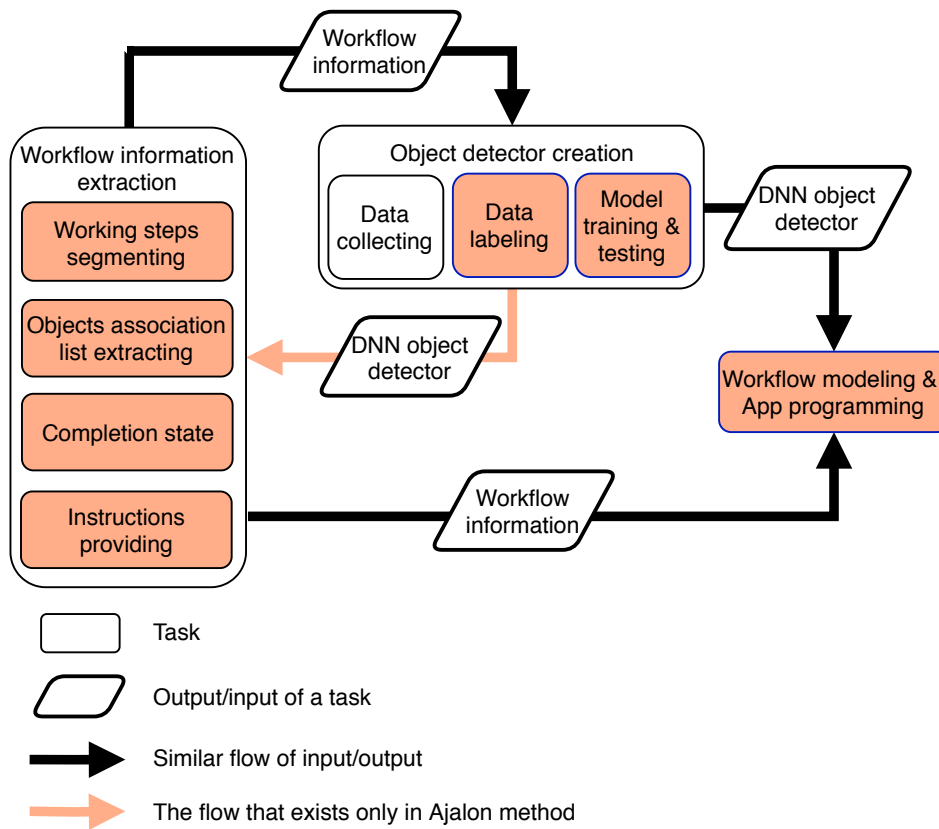 Workflow
information
Workflow information
extraction
Working steps
segmenting
Objects association
list extracting
Completion state
Instructions
providing
Object detector creation
Data
collecting
Data
labeling
Model
training &
testing
DNN object
detector
DNN object
detector
Workflow modeling &
App programming
Workflow
information
Task
Output/input of a task
Similar flow of input/output
The flow that exists only in Ajalon method